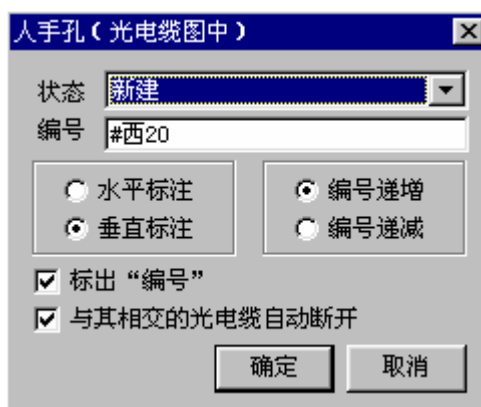 人手孔（光电缆图中）
状态 新建
编号 #西20
水平标注 编号递增
垂直标注 编号递减
标出“编号”
与其相交的光电缆自动断开
确定 取消